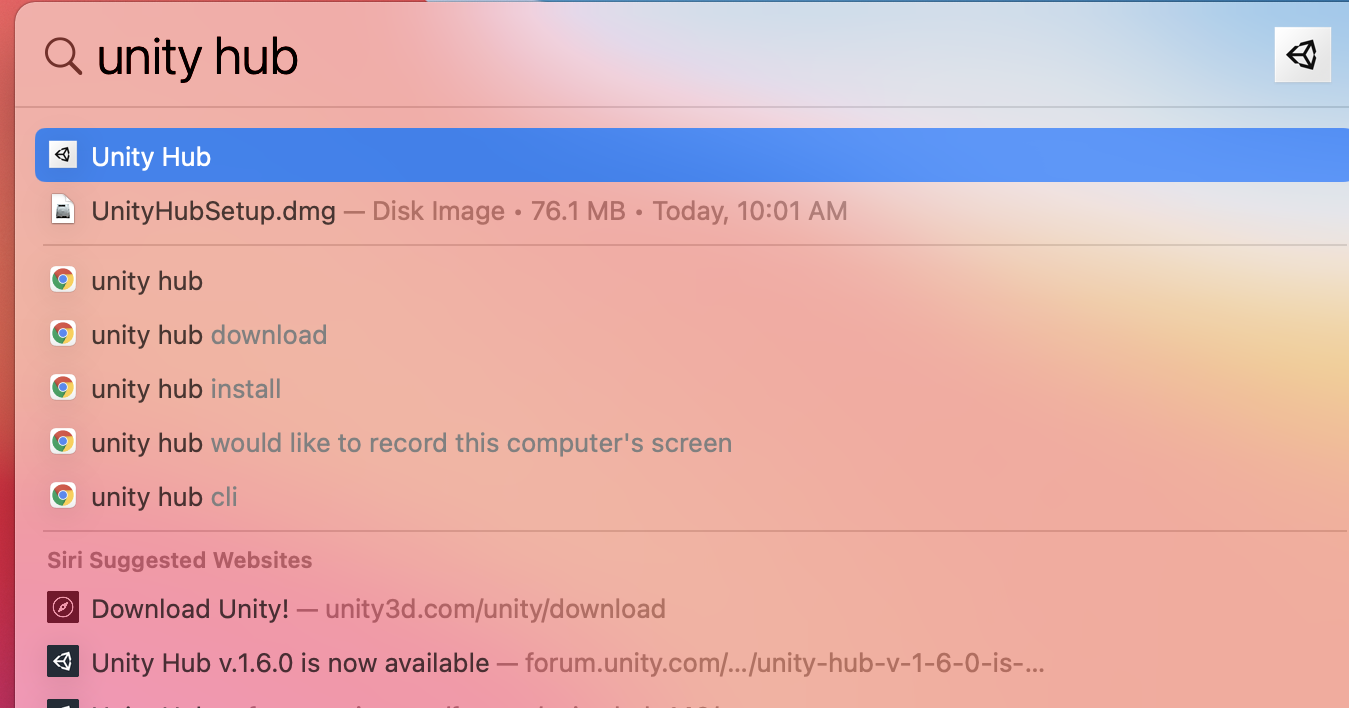 unity hub
Unity Hub
UnityHubSetup.dmg — Disk Image • 76.1 MB • Today, 10:01 AM
unity hub
unity hub download
unity hub install
unity hub would like to record this computer's screen
unity hub cli
Siri Suggested Websites
Download Unity! — unity3d.com/unity/download
Unity Hub v.1.6.0 is now available — forum.unity.com/.../unity-hub-v-1-6-0-is-...